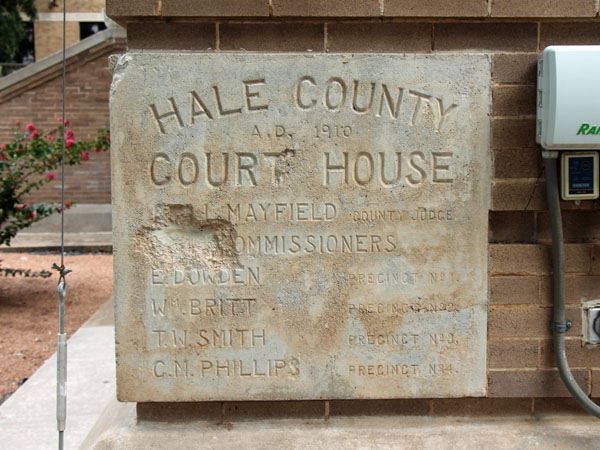 HALE COUNTY
A.D. 1910
COURT HOUSE
L. MAYFIELD COUNTY JUDGE
COMMISSIONERS
E. DOWDEN PRECINCT No. 1.
WM. BRITT PRECINCT No. 2.
T.W. SMITH PRECINCT No. 3.
C.M. PHILLIPS PRECINCT No. 4.